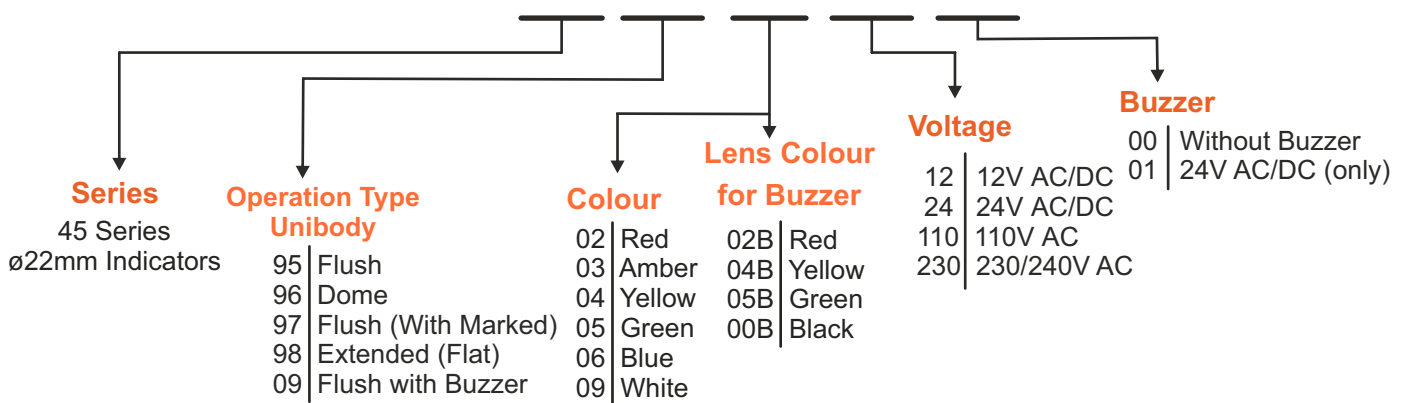 Series
45 Series
ø22mm Indicators
Operation Type
Unibody
95 Flush
96 Dome
97 Flush (With Marked)
98 Extended (Flat)
09 Flush with Buzzer
Colour
02 Red
03 Amber
04 Yellow
05 Green
06 Blue
09 White
Lens Colour
for Buzzer
02B Red
04B Yellow
05B Green
00B Black
Voltage
12 12V AC/DC
24 24V AC/DC
110 110V AC
230 230/240V AC
Buzzer
00 Without Buzzer
01 24V AC/DC (only)